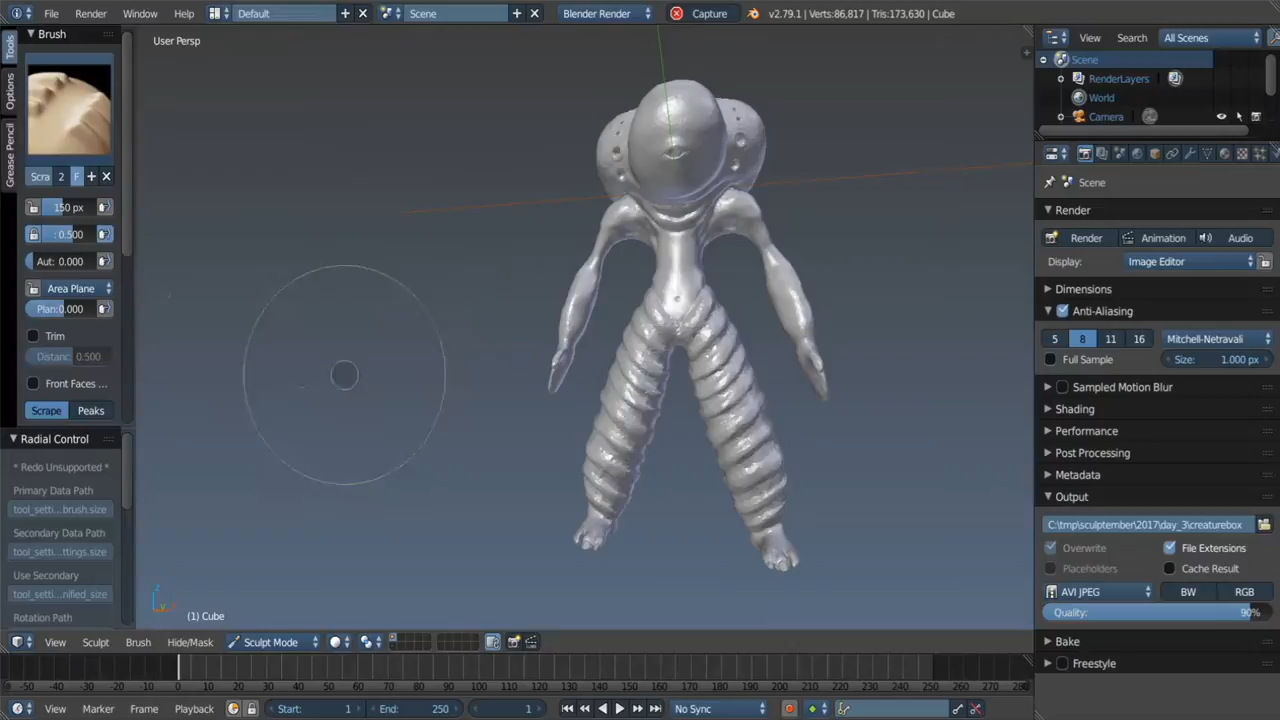 File Render Window Help Default Scene Blender Render Capture v2.79.1 | Verts:86,817 | Tris:173,630 | Cube
Brush
Tools
Options
Grease Pencil
Scra 2 F
150 px
: 0.500
Aut: 0.000
Area Plane
Plan:0.000
Trim
Distanc: 0.500
Front Faces ...
Scrape Peaks
Radial Control
* Redo Unsupported *
Primary Data Path
tool_setti...brush.size
Secondary Data Path
tool_setti...ttings.size
Use Secondary
tool_setti...nified_size
Rotation Path
User Persp
(1) Cube
View Sculpt Brush Hide/Mask Sculpt Mode
-50 -40 -30 -20 -10 0 10 20 30 40 50 60 70 80 90 100 110 120 130 140 150 160 170 180 190 200 210 220 230 240 250 260 270 280
View Marker Frame Playback Start: 1 End: 250 1 No Sync
View Search All Scenes
Scene
RenderLayers
World
Camera
Scene
Render
Render Animation Audio
Display: Image Editor
Dimensions
Anti-Aliasing
5 8 11 16 Mitchell-Netravali
Full Sample Size: 1.000 px
Sampled Motion Blur
Shading
Performance
Post Processing
Metadata
Output
C:\tmp\sculptember\2017\day_3\creaturebox
Overwrite File Extensions
Placeholders Cache Result
AVI JPEG BW RGB
Quality: 90%
Bake
Freestyle